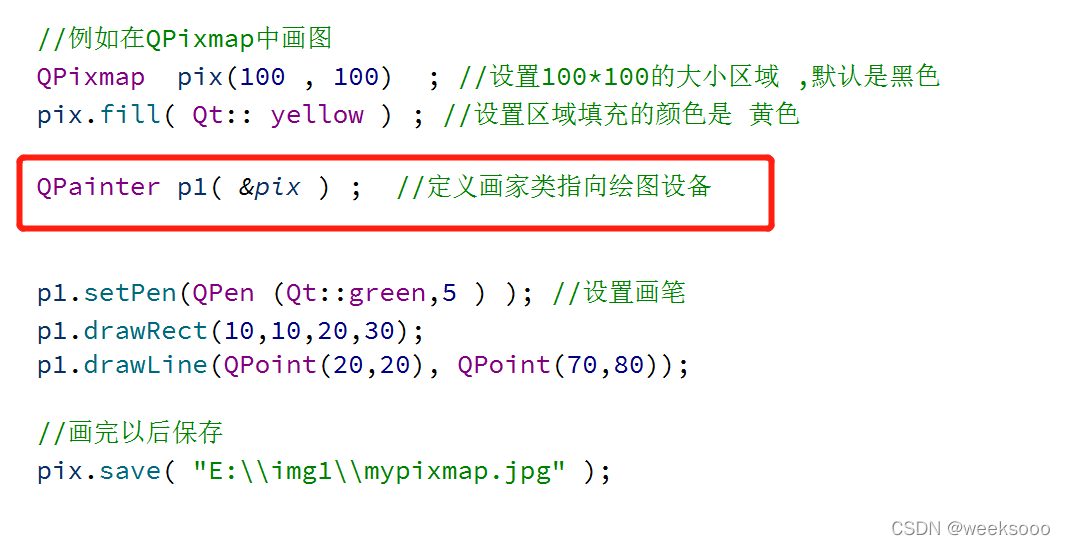 //例如在QPixmap中画图
QPixmap  pix(100 , 100)  ; //设置100*100的大小区域 ,默认是黑色
pix.fill( Qt:: yellow ) ; //设置区域填充的颜色是 黄色
QPainter p1( &pix ) ;  //定义画家类指向绘图设备
p1.setPen(QPen (Qt::green,5 ) ); //设置画笔
p1.drawRect(10,10,20,30);
p1.drawLine(QPoint(20,20), QPoint(70,80));
//画完以后保存
pix.save( "E:\\img1\\mypixmap.jpg" );
CSDN @weeksooo